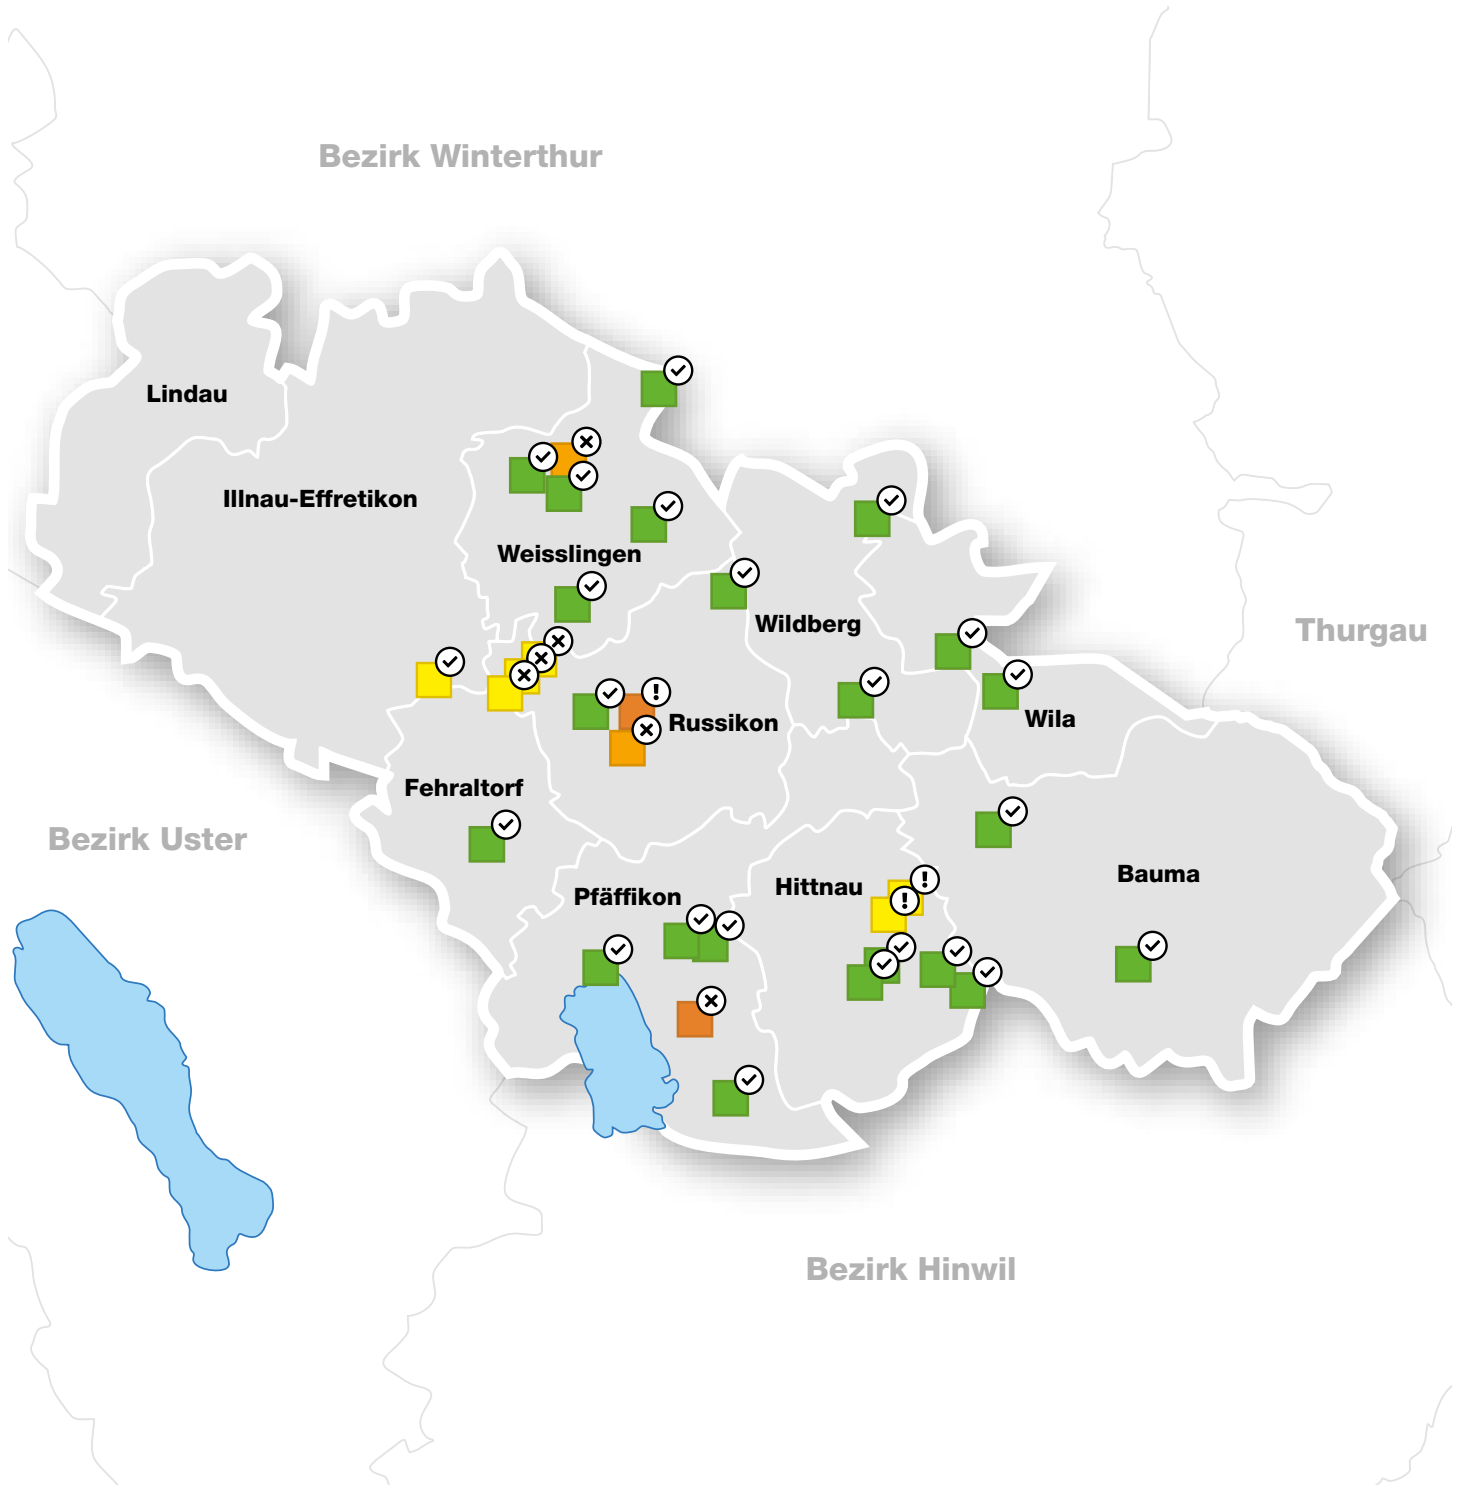 Bezirk Winterthur
Lindau
Illnau-Effretikon
Weisslingen
Wildberg
Thurgau
Wila
Russikon
Fehraltorf
Bezirk Uster
Bauma
Hittnau
Pfäffikon
Bezirk Hinwil